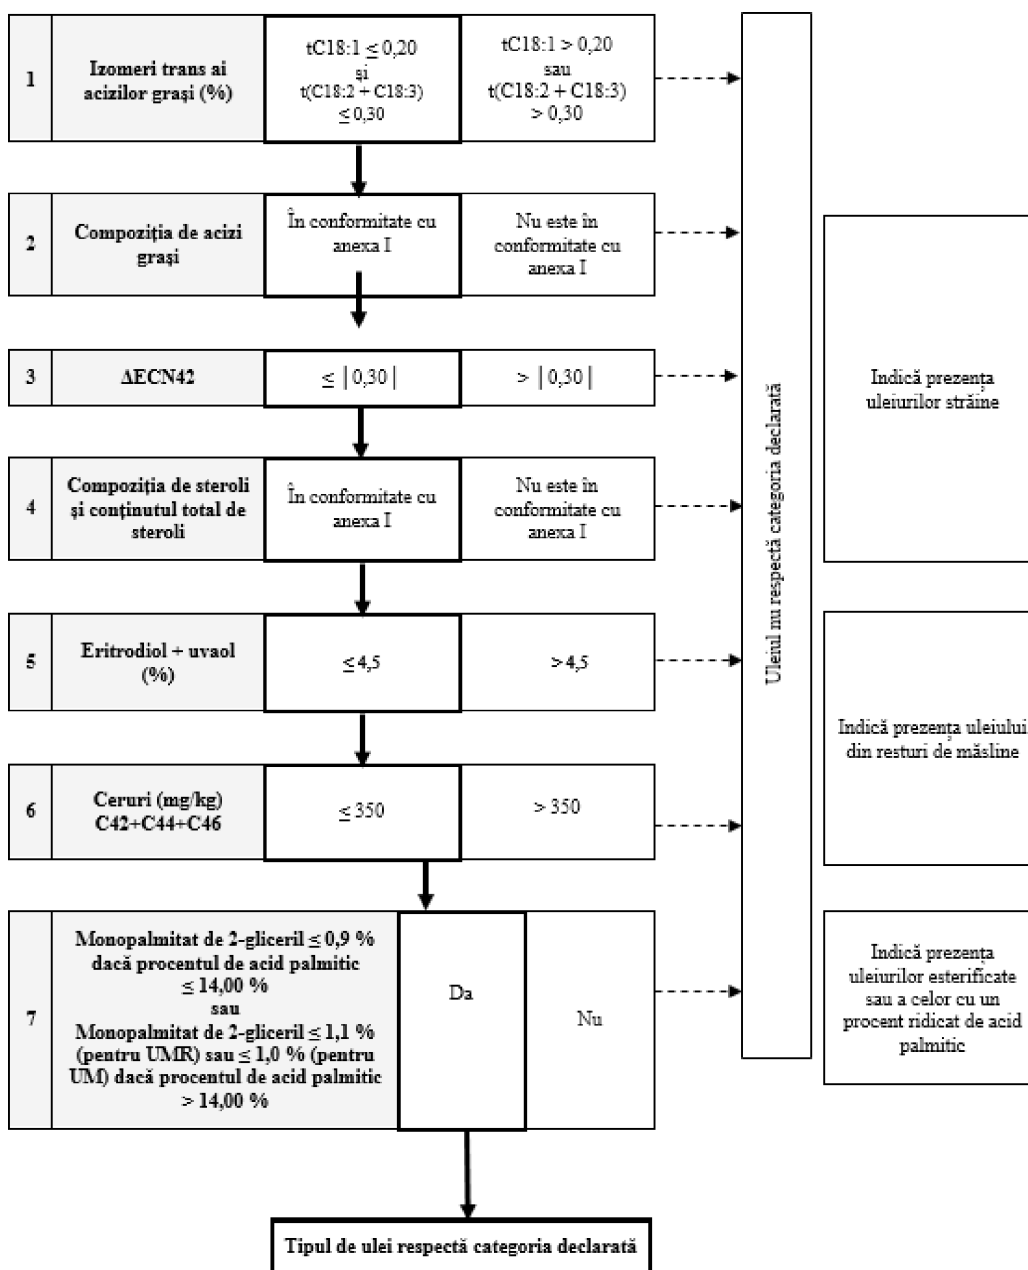 1
Izomeri trans ai
acizilor grași (%)
tC18:1 ≤ 0,20
și
t(C18:2 + C18:3)
≤ 0,30
tC18:1 > 0,20
sau
t(C18:2 + C18:3)
> 0,30
2
Compoziția de acizi
grași
În conformitate cu
anexa I
Nu este în
conformitate cu
anexa I
3
ΔECN42
≤ |0,30|
> |0,30|
4
Compoziția de steroli
și conținutul total de
steroli
În conformitate cu
anexa I
Nu este în
conformitate cu
anexa I
5
Eritrodiol + uvaol
(%)
≤ 4,5
> 4,5
6
Ceruri (mg/kg)
C42+C44+C46
≤ 350
> 350
7
Monopalmitat de 2-gliceril ≤ 0,9 %
dacă procentul de acid palmitic
≤ 14,00 %
sau
Monopalmitat de 2-gliceril ≤ 1,1 %
(pentru UMR) sau ≤ 1,0 % (pentru
UM) dacă procentul de acid palmitic
> 14,00 %
Da
Nu
Uleiul nu respectă categoria declarată
Indică prezența
uleiurilor străine
Indică prezența uleiului
din resturi de măsline
Indică prezența
uleiurilor esterificate
sau a celor cu un
procent ridicat de acid
palmitic
Tipul de ulei respectă categoria declarată